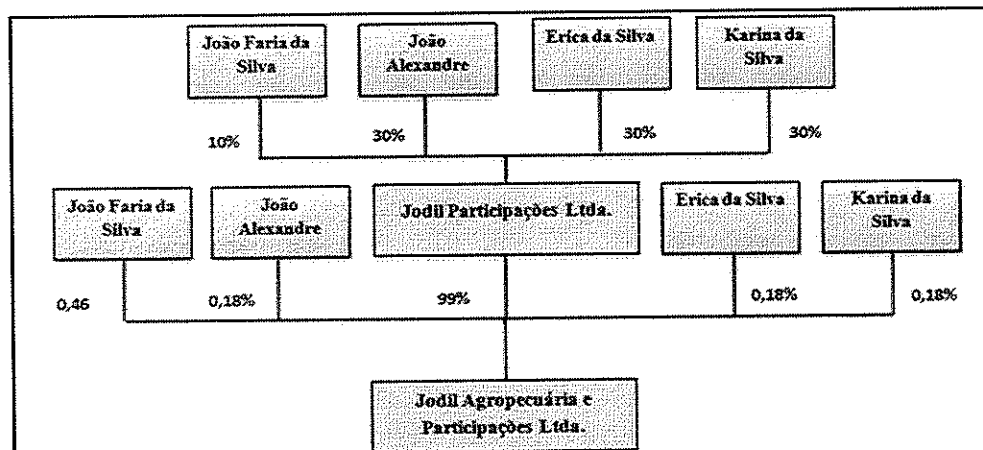 João Faria da
Silva
João
Alexandre
Erica da Silva
Karina da
Silva
10%
30%
30%
30%
João Faria da
Silva
João
Alexandre
Jodil Participações Ltda.
Erica da Silva
Karina da
Silva
0,46
0,18%
99%
0,18%
0,18%
Jodil Agropecuária e
Participações Ltda.